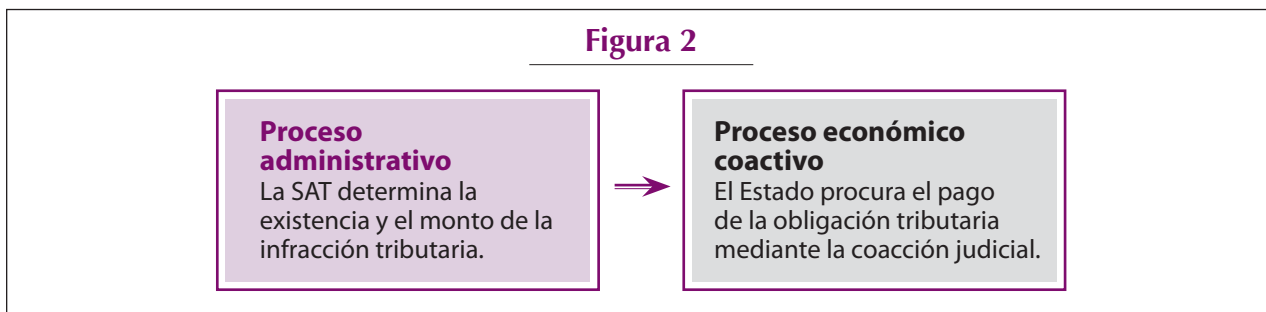 Figura 2
Proceso
administrativo
La SAT determina la
existencia y el monto de la
infracción tributaria.
Proceso económico
coactivo
El Estado procura el pago
de la obligación tributaria
mediante la coacción judicial.